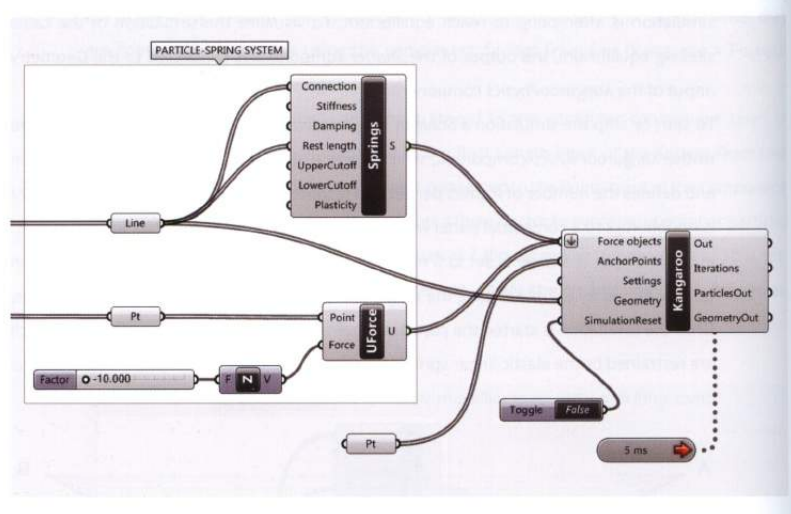 PARTICLE-SPRING SYSTEM
Connection
Stiffness
Damping
Rest length
UpperCutoff
LowerCutoff
Plasticity
Springs
S
Line
Pt
Point
Force
UForce
U
Factor
-10.000
F
Z
V
Pt
Force objects
AnchorPoints
Settings
Geometry
SimulationReset
Kangaroo
Out
Iterations
ParticlesOut
GeometryOut
Toggle
False
5 ms